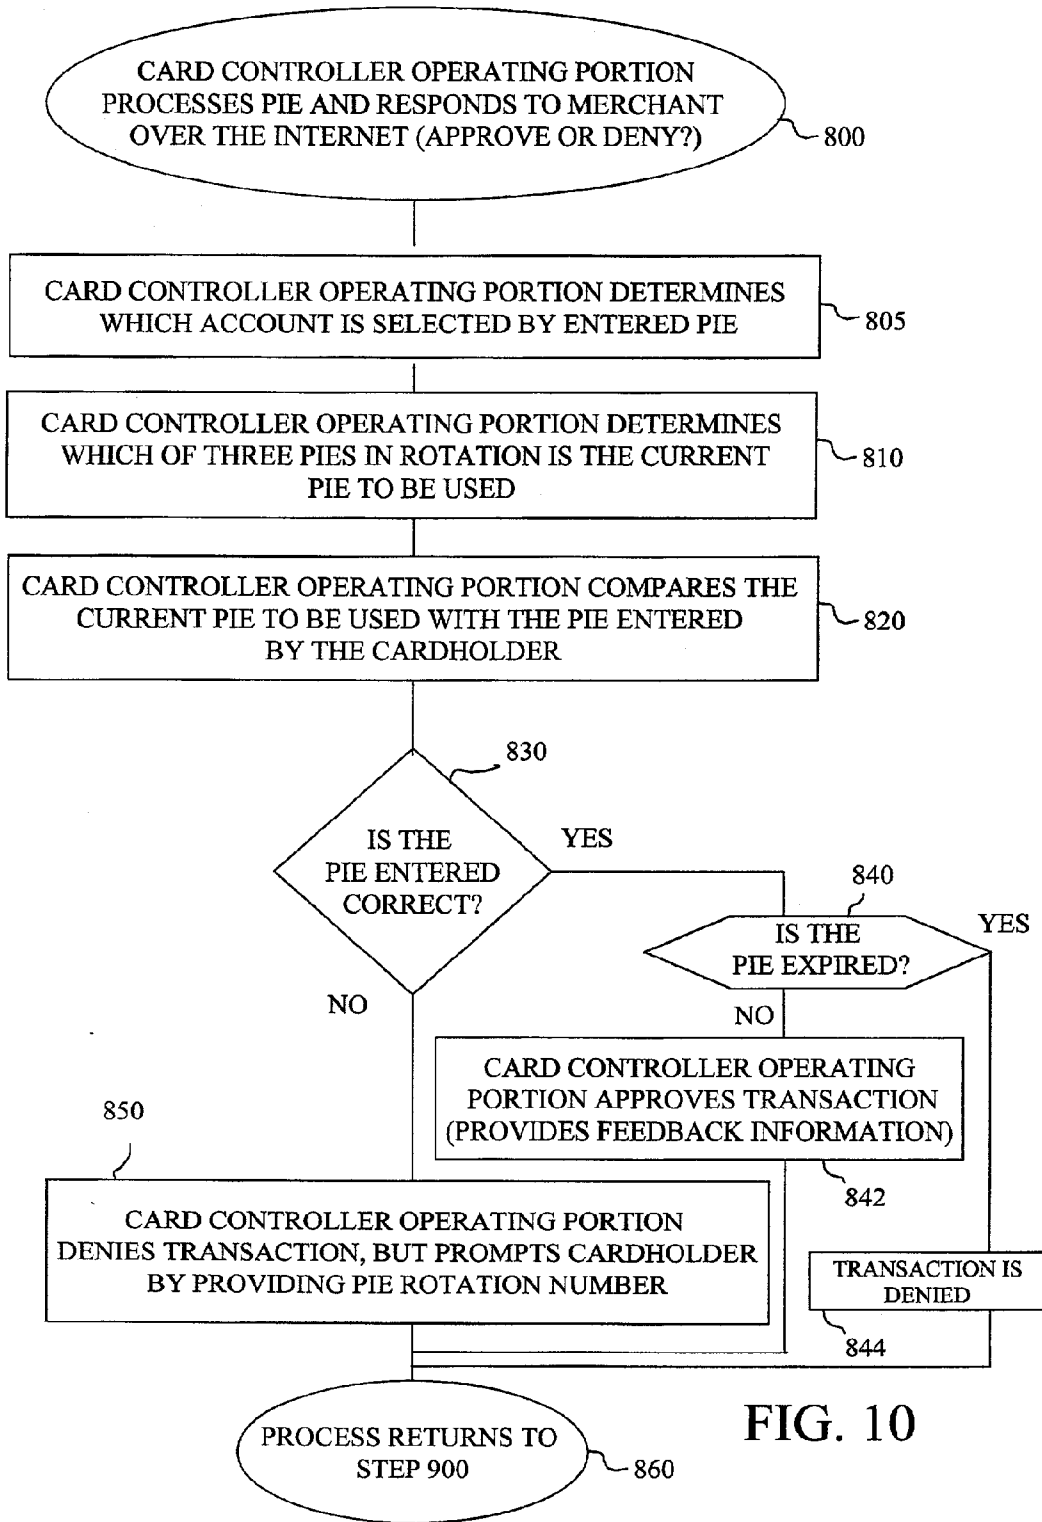 CARD CONTROLLER OPERATING PORTION
PROCESSES PIE AND RESPONDS TO MERCHANT
OVER THE INTERNET (APPROVE OR DENY?)
800
CARD CONTROLLER OPERATING PORTION DETERMINES
WHICH ACCOUNT IS SELECTED BY ENTERED PIE
805
CARD CONTROLLER OPERATING PORTION DETERMINES
WHICH OF THREE PIES IN ROTATION IS THE CURRENT
PIE TO BE USED
810
CARD CONTROLLER OPERATING PORTION COMPARES THE
CURRENT PIE TO BE USED WITH THE PIE ENTERED
BY THE CARDHOLDER
820
830
IS THE
PIE ENTERED
CORRECT?
YES
NO
840
IS THE
PIE EXPIRED?
YES
NO
CARD CONTROLLER OPERATING
PORTION APPROVES TRANSACTION
(PROVIDES FEEDBACK INFORMATION)
842
850
CARD CONTROLLER OPERATING PORTION
DENIES TRANSACTION, BUT PROMPTS CARDHOLDER
BY PROVIDING PIE ROTATION NUMBER
TRANSACTION IS
DENIED
844
PROCESS RETURNS TO
STEP 900
860
FIG. 10